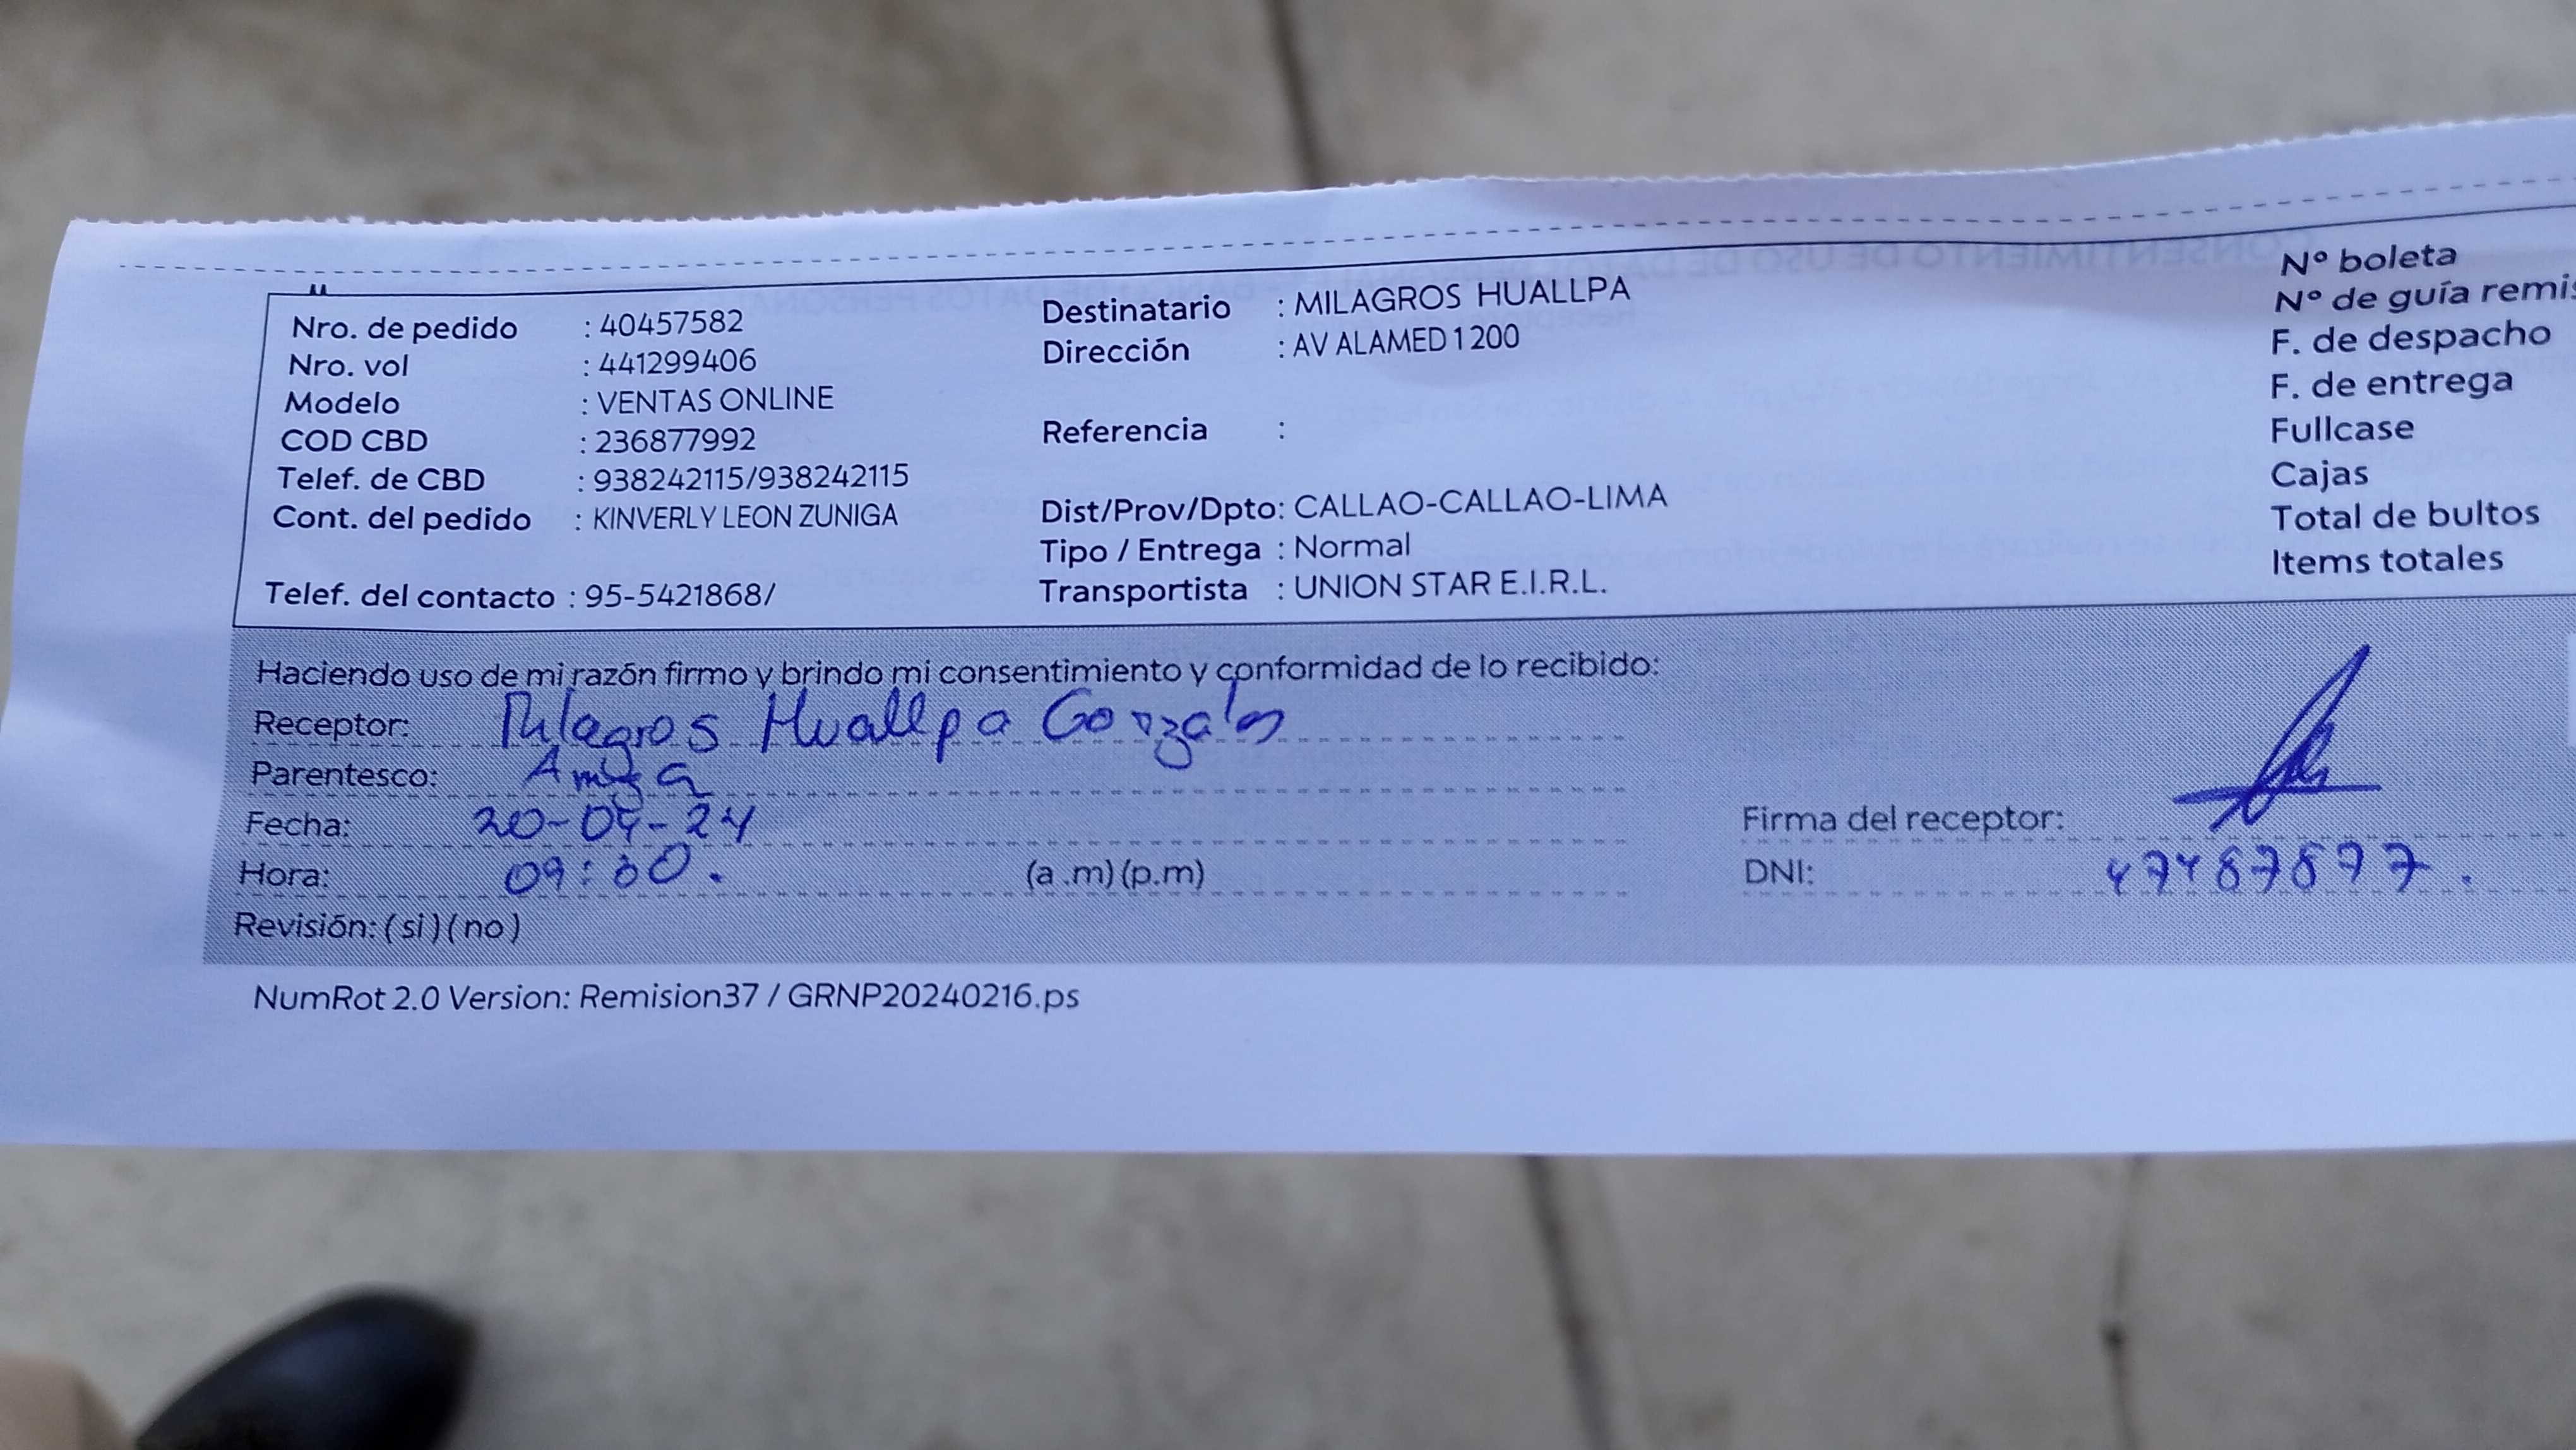 Nro. de pedido : 40457582
Nro. vol : 441299406
Modelo : VENTAS ONLINE
COD CBD : 236877992
Telef. de CBD : 938242115/938242115
Cont. del pedido : KINVERLY LEON ZUNIGA
Telef. del contacto : 95-5421868/
Destinatario : MILAGROS HUALLPA
Dirección : AV ALAMED 1200
Referencia :
Dist/Prov/Dpto: CALLAO-CALLAO-LIMA
Tipo / Entrega : Normal
Transportista : UNION STAR E.I.R.L.
N° boleta
N° de guía remis
F. de despacho
F. de entrega
Fullcase
Cajas
Total de bultos
Items totales
Haciendo uso de mi razón firmo y brindo mi consentimiento y conformidad de lo recibido:
Receptor: Milagros Huallpa Gonzales
Parentesco: Amiga
Fecha: 20-04-24
Hora: 09:00. (a .m) (p.m)
Revisión: ( si ) ( no )
Firma del receptor:
DNI: 47487877.
NumRot 2.0 Version: Remision37 / GRNP20240216.ps